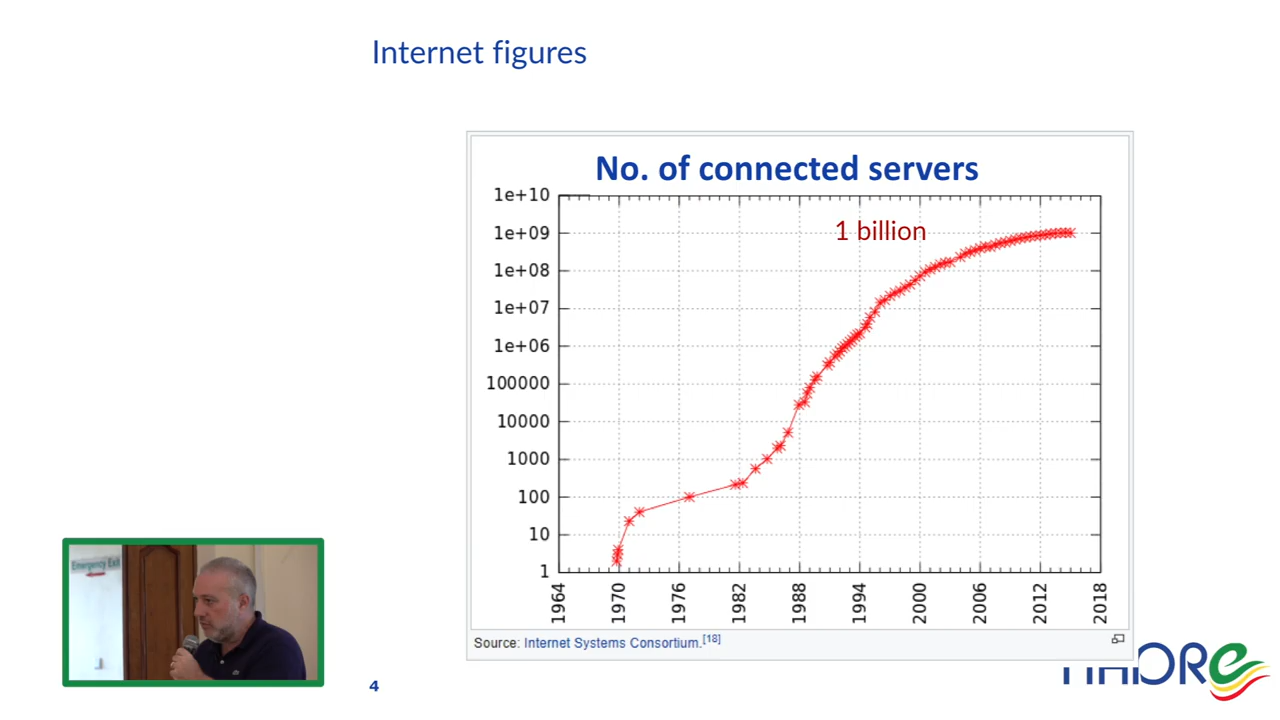 Internet figures
No. of connected servers
1e+10
1e+09
1 billion
1e+08
1e+07
1e+06
100000
10000
1000
100
10
1
1964 1970 1976 1982 1988 1994 2000 2006 2012 2018
Source: Internet Systems Consortium.[18]
Emergency Exit
4